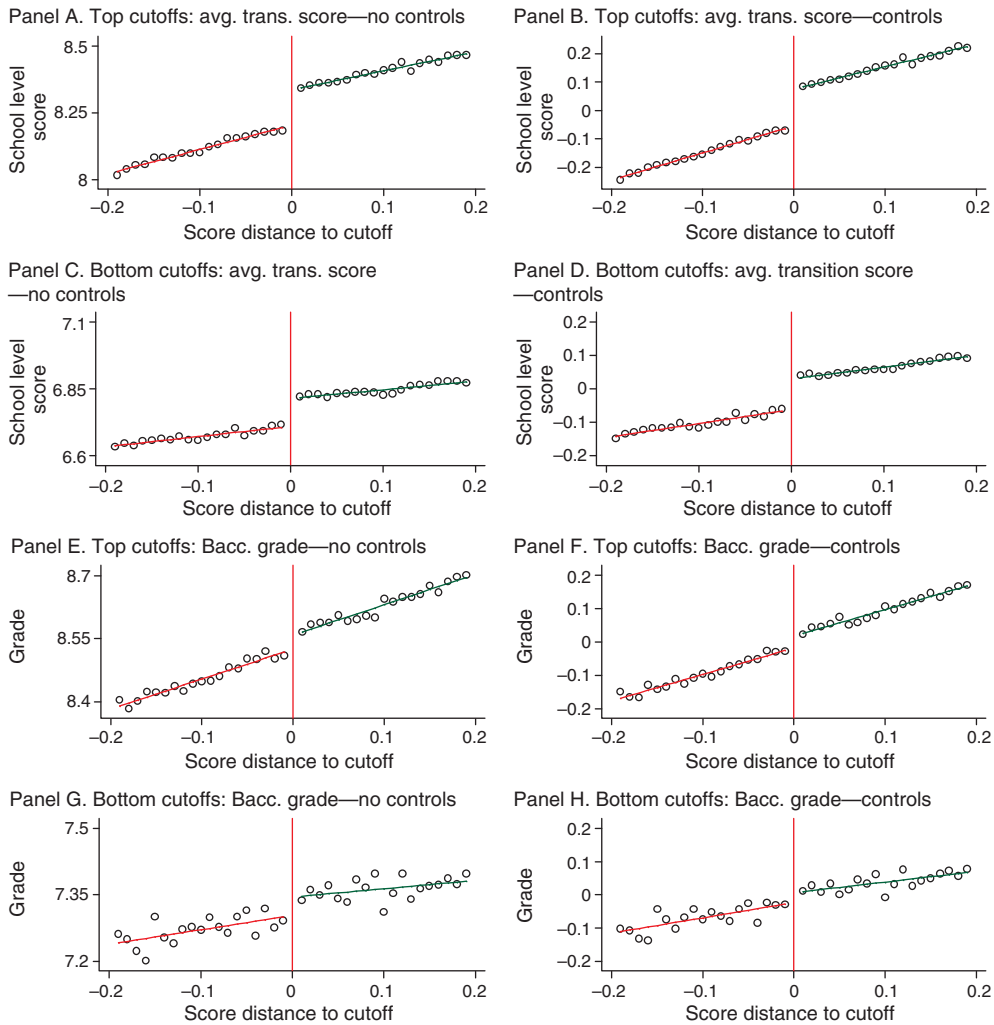 Panel A. Top cutoffs: avg. trans. score—no controls
8.5
8.25
8
School level
score
−0.2
−0.1
0
0.1
0.2
Score distance to cutoff
Panel B. Top cutoffs: avg. trans. score—controls
0.2
0.1
0
−0.1
−0.2
School level
score
−0.2
−0.1
0
0.1
0.2
Score distance to cutoff
Panel C. Bottom cutoffs: avg. trans. score
—no controls
7.1
6.85
6.6
School level
score
−0.2
−0.1
0
0.1
0.2
Score distance to cutoff
Panel D. Bottom cutoffs: avg. transition score
—controls
0.2
0.1
0
−0.1
−0.2
School level
score
−0.2
−0.1
0
0.1
0.2
Score distance to cutoff
Panel E. Top cutoffs: Bacc. grade—no controls
8.7
8.55
8.4
Grade
−0.2
−0.1
0
0.1
0.2
Score distance to cutoff
Panel F. Top cutoffs: Bacc. grade—controls
0.2
0.1
0
−0.1
−0.2
Grade
−0.2
−0.1
0
0.1
0.2
Score distance to cutoff
Panel G. Bottom cutoffs: Bacc. grade—no controls
7.5
7.35
7.2
Grade
−0.2
−0.1
0
0.1
0.2
Score distance to cutoff
Panel H. Bottom cutoffs: Bacc. grade—controls
0.2
0.1
0
−0.1
−0.2
Grade
−0.2
−0.1
0
0.1
0.2
Score distance to cutoff